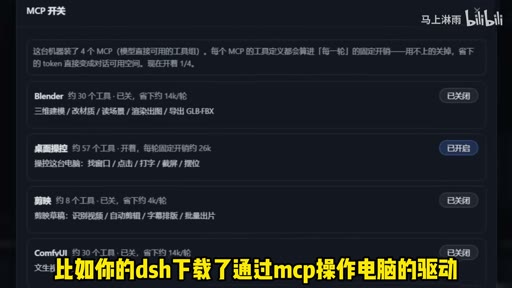 MCP 开关
马上淋雨 bilibili
这台机器装了 4 个 MCP（模型直接可用的工具组）。每个 MCP 的工具定义都会算进「每一轮」的固定开销——用不上的关掉，省下
的 token 直接变成对话可用空间。现在开着 1/4。
Blender 约 30 个工具 · 已关，省下约 14k/轮
已关闭
三维建模 / 改材质 / 读场景 / 渲染出图 / 导出 GLB·FBX
桌面操控 约 57 个工具 · 开着，每轮固定开销约 26k
已开启
操控这台电脑：找窗口 / 点击 / 打字 / 截屏 / 摆位
剪映 约 8 个工具 · 已关，省下约 4k/轮
已关闭
剪映草稿：识别视频 / 自动剪辑 / 字幕排版 / 批量出片
ComfyUI 约 30 个工具 · 已关，省下约 14k/轮
已关闭
文生
比如你的dsh下载了通过mcp操作电脑的驱动